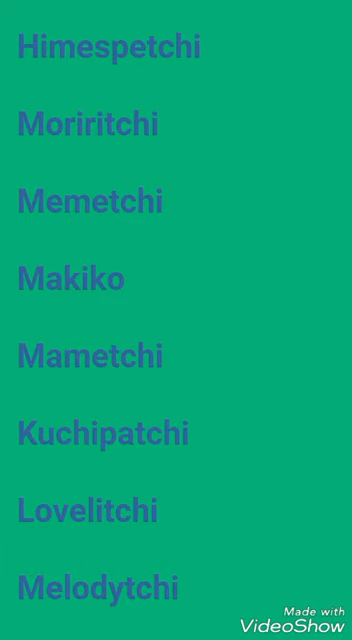 Himespetchi
Moriritchi
Memetchi
Makiko
Mametchi
Kuchipatchi
Lovelitchi
Melodytchi
Made with
VideoShow